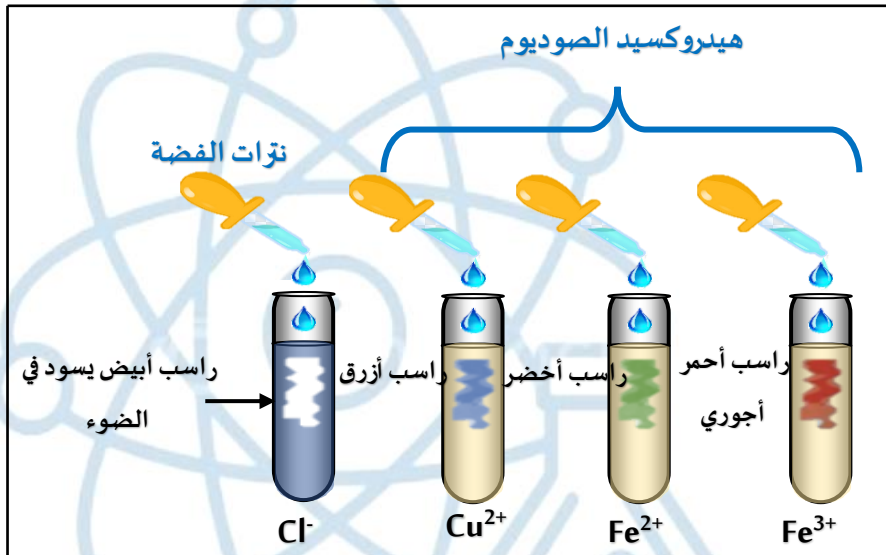 هيدروكسيد الصوديوم
نترات الفضة
راسب أحمر
أجوري
راسب أخضر
راسب أزرق
راسب أبيض يسود في
الضوء
Cl⁻
Cu²⁺
Fe²⁺
Fe³⁺